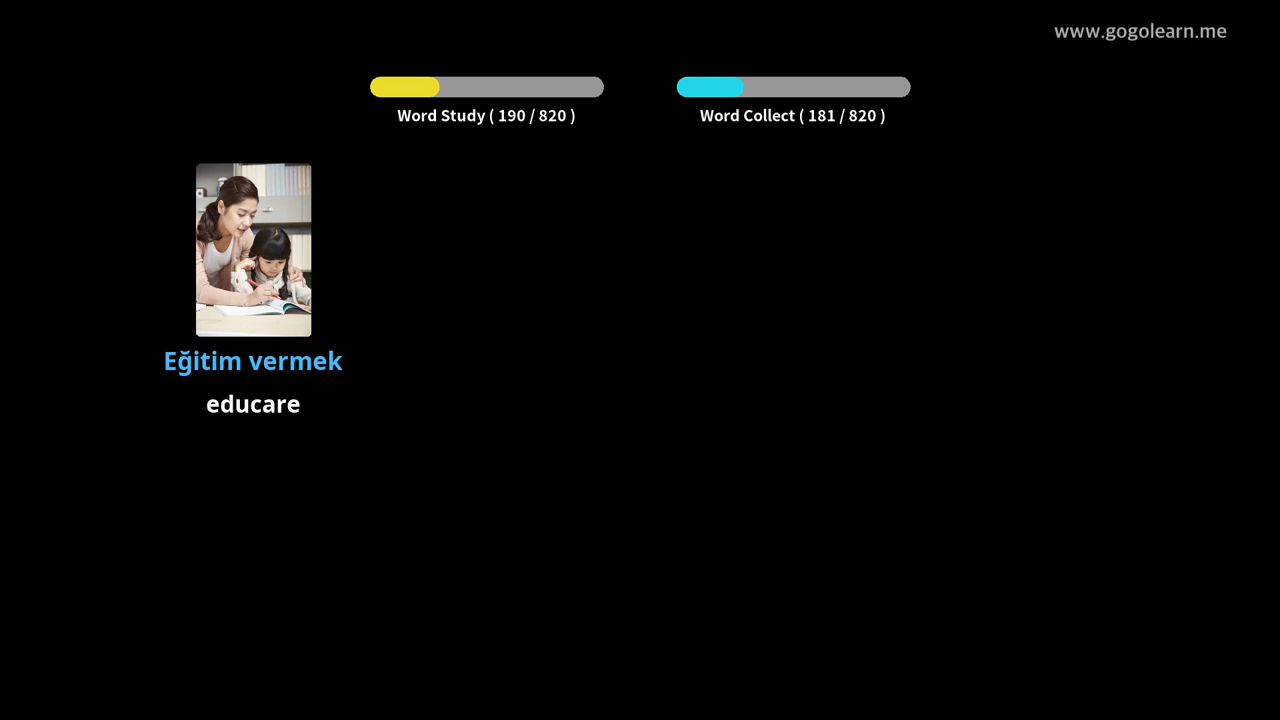 www.gogolearn.me
Word Study ( 190 / 820 )
Word Collect ( 181 / 820 )
Eğitim vermek
educare